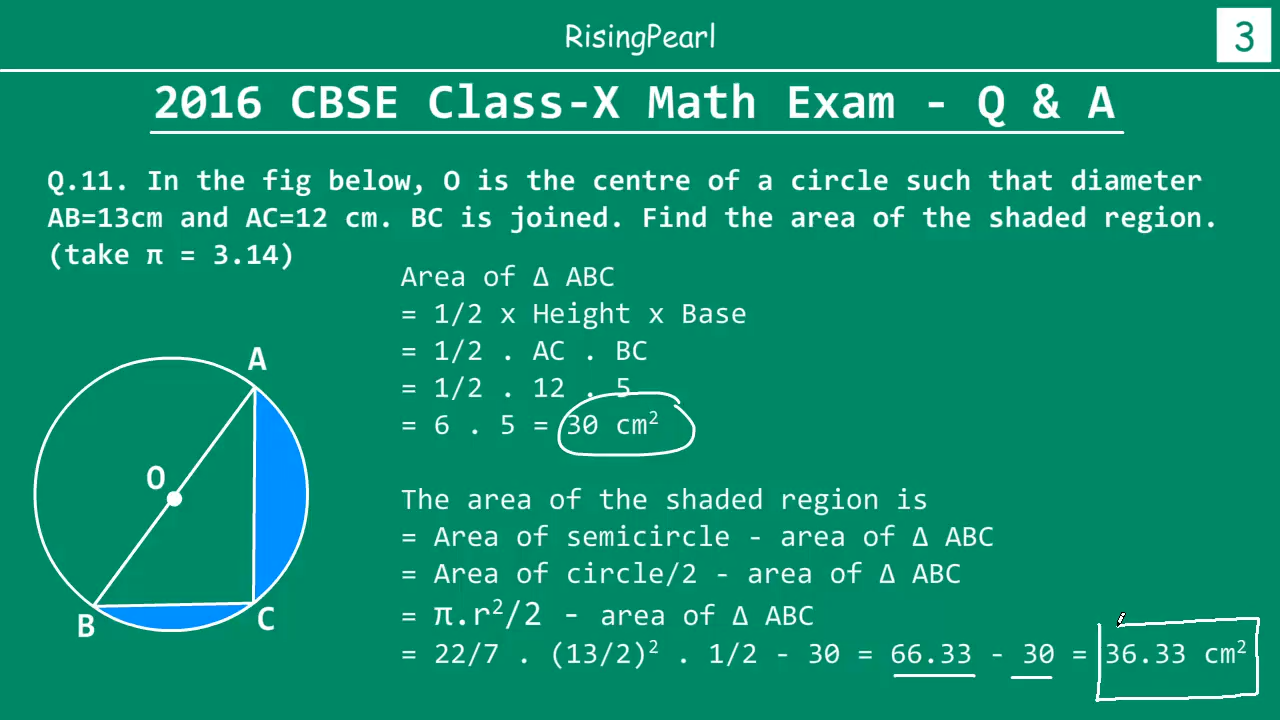 RisingPearl
3
2016 CBSE Class-X Math Exam - Q & A
Q.11. In the fig below, O is the centre of a circle such that diameter
AB=13cm and AC=12 cm. BC is joined. Find the area of the shaded region.
(take π = 3.14)
Area of Δ ABC
= 1/2 x Height x Base
= 1/2 . AC . BC
= 1/2 . 12 . 5
= 6 . 5 = 30 cm²
A
O
B
C
The area of the shaded region is
= Area of semicircle - area of Δ ABC
= Area of circle/2 - area of Δ ABC
= π.r²/2 - area of Δ ABC
= 22/7 . (13/2)² . 1/2 - 30 = 66.33 - 30 = 36.33 cm²